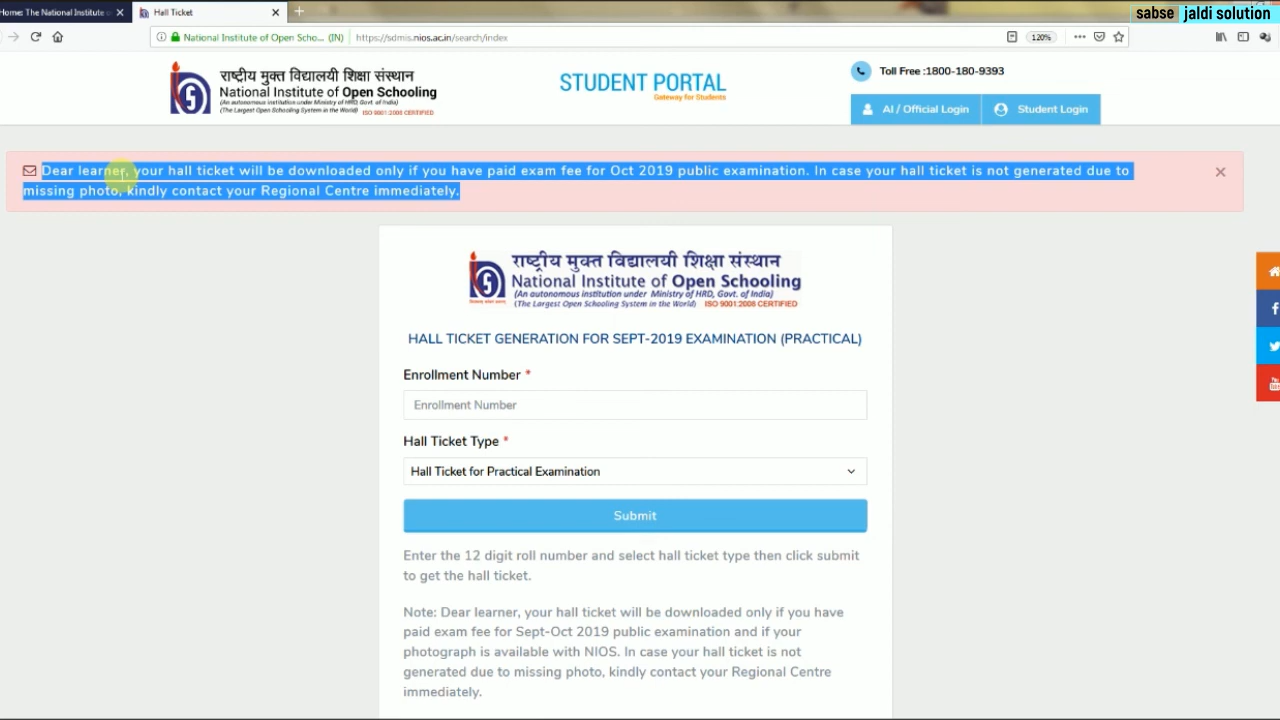 sabse jaldi solution
Home: The National Institute o
Hall Ticket
National Institute of Open Scho... (IN)
https://sdmis.nios.ac.in/search/index
120%
राष्ट्रीय मुक्त विद्यालयी शिक्षा संस्थान
National Institute of Open Schooling
(An autonomous institution under Ministry of HRD, Govt. of India)
(The Largest Open Schooling System in the World) ISO 9001:2008 CERTIFIED
STUDENT PORTAL
Gateway for Students
Toll Free :1800-180-9393
AI / Official Login
Student Login
Dear learner, your hall ticket will be downloaded only if you have paid exam fee for Oct 2019 public examination. In case your hall ticket is not generated due to
missing photo, kindly contact your Regional Centre immediately.
राष्ट्रीय मुक्त विद्यालयी शिक्षा संस्थान
National Institute of Open Schooling
(An autonomous institution under Ministry of HRD, Govt. of India)
(The Largest Open Schooling System in the World) ISO 9001:2008 CERTIFIED
HALL TICKET GENERATION FOR SEPT-2019 EXAMINATION (PRACTICAL)
Enrollment Number *
Enrollment Number
Hall Ticket Type *
Hall Ticket for Practical Examination
Submit
Enter the 12 digit roll number and select hall ticket type then click submit
to get the hall ticket.
Note: Dear learner, your hall ticket will be downloaded only if you have
paid exam fee for Sept-Oct 2019 public examination and if your
photograph is available with NIOS. In case your hall ticket is not
generated due to missing photo, kindly contact your Regional Centre
immediately.